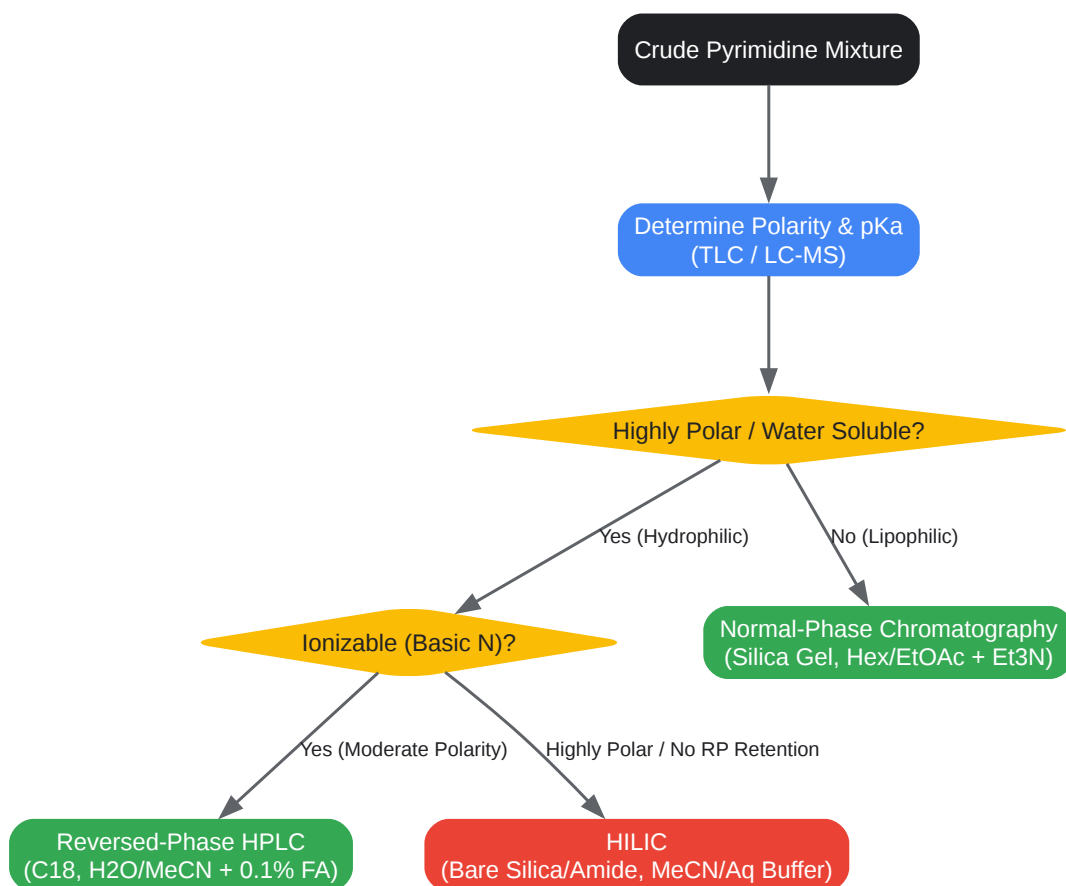 Crude Pyrimidine Mixture
Determine Polarity & pKa
(TLC / LC-MS)
Highly Polar / Water Soluble?
Yes (Hydrophilic)
No (Lipophilic)
Ionizable (Basic N)?
Normal-Phase Chromatography
(Silica Gel, Hex/EtOAc + Et3N)
Yes (Moderate Polarity)
Highly Polar / No RP Retention
Reversed-Phase HPLC
(C18, H2O/MeCN + 0.1% FA)
HILIC
(Bare Silica/Amide, MeCN/Aq Buffer)